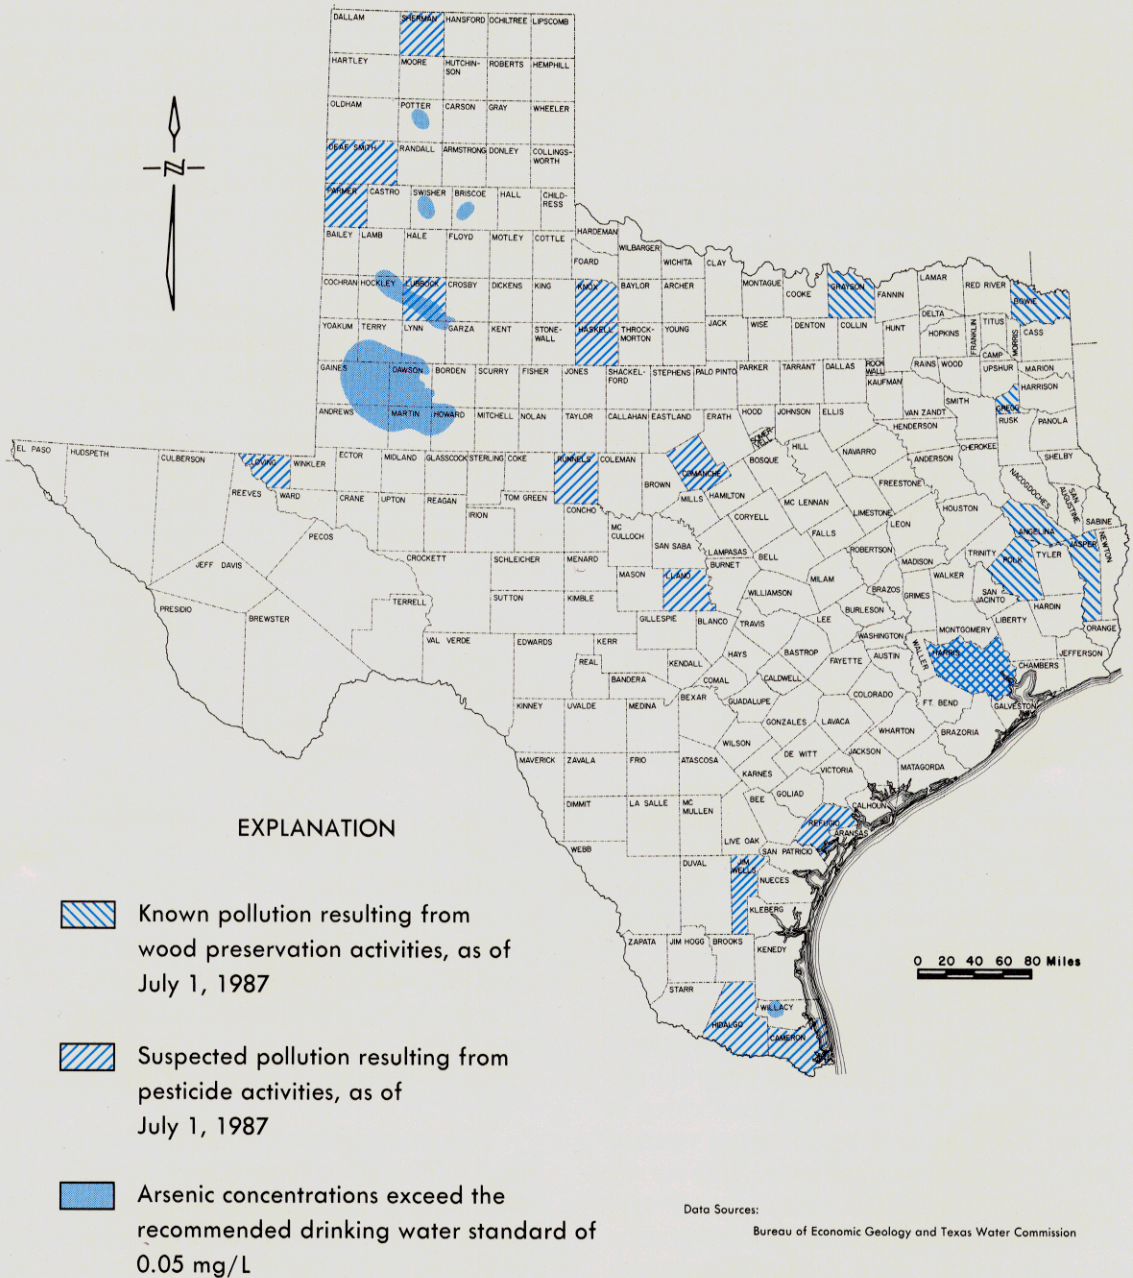 DALLAM SHERMAN HANSFORD OCHILTREE LIPSCOMB
HARTLEY MOORE HUTCHIN-
SON ROBERTS HEMPHILL
OLDHAM POTTER CARSON GRAY WHEELER
DEAF SMITH RANDALL ARMSTRONG DONLEY COLLINGS-
WORTH
PARMER CASTRO SWISHER BRISCOE HALL CHILD-
RESS
N
HARDEMAN
BAILEY LAMB HALE FLOYD MOTLEY COTTLE
WILBARGER
FOARD WICHITA CLAY
COCHRAN HOCKLEY LUBBOCK CROSBY DICKENS KING KNOX BAYLOR ARCHER MONTAGUE COOKE GRAYSON FANNIN LAMAR RED RIVER BOWIE
YOAKUM TERRY LYNN GARZA KENT STONE-
WALL HASKELL THROCK-
MORTON YOUNG JACK WISE DENTON COLLIN HUNT DELTA
HOPKINS FRANKLIN TITUS MORRIS CASS
CAMP
GAINES DAWSON BORDEN SCURRY FISHER JONES SHACKEL-
FORD STEPHENS PALO PINTO PARKER TARRANT DALLAS ROCK
WALL RAINS WOOD UPSHUR MARION
KAUFMAN HARRISON
ANDREWS MARTIN HOWARD MITCHELL NOLAN TAYLOR CALLAHAN EASTLAND ERATH HOOD JOHNSON ELLIS VAN ZANDT SMITH GREGG
RUSK PANOLA
SOMER-
VELL
HENDERSON
EL PASO HUDSPETH CULBERSON LOVING WINKLER ECTOR MIDLAND GLASSCOCK STERLING COKE RUNNELS COLEMAN BROWN COMANCHE BOSQUE HILL NAVARRO ANDERSON CHEROKEE SHELBY
REEVES WARD CRANE UPTON REAGAN TOM GREEN CONCHO MILLS HAMILTON MC LENNAN FREESTONE NACOGDOCHES SAN
AUGUSTINE
IRION CORYELL LIMESTONE HOUSTON SABINE
PECOS MC
CULLOCH SAN SABA FALLS LEON ANGELINA
CROCKETT SCHLEICHER MENARD LAMPASAS BELL ROBERTSON TRINITY POLK TYLER JASPER NEWTON
JEFF DAVIS MASON LLANO BURNET MADISON
WALKER
PRESIDIO TERRELL SUTTON KIMBLE WILLIAMSON MILAM BRAZOS GRIMES SAN
JACINTO HARDIN
BREWSTER GILLESPIE BLANCO TRAVIS LEE BURLESON LIBERTY
MONTGOMERY ORANGE
VAL VERDE EDWARDS KERR WASHINGTON
REAL KENDALL HAYS BASTROP FAYETTE AUSTIN WALLER HARRIS CHAMBERS JEFFERSON
BANDERA COMAL CALDWELL
KINNEY UVALDE MEDINA BEXAR GUADALUPE COLORADO FT. BEND GALVESTON
GONZALES LAVACA WHARTON BRAZORIA
WILSON DE WITT JACKSON
MAVERICK ZAVALA FRIO ATASCOSA KARNES VICTORIA MATAGORDA
DIMMIT LA SALLE MC
MULLEN BEE GOLIAD CALHOUN
REFUGIO
ARANSAS
WEBB LIVE OAK SAN PATRICIO
DUVAL JIM
WELLS NUECES
KLEBERG
ZAPATA JIM HOGG BROOKS KENEDY
STARR
WILLACY
HIDALGO CAMERON
0 20 40 60 80 Miles
EXPLANATION
Known pollution resulting from
wood preservation activities, as of
July 1, 1987
Suspected pollution resulting from
pesticide activities, as of
July 1, 1987
Arsenic concentrations exceed the
recommended drinking water standard of
0.05 mg/L
Data Sources:
Bureau of Economic Geology and Texas Water Commission